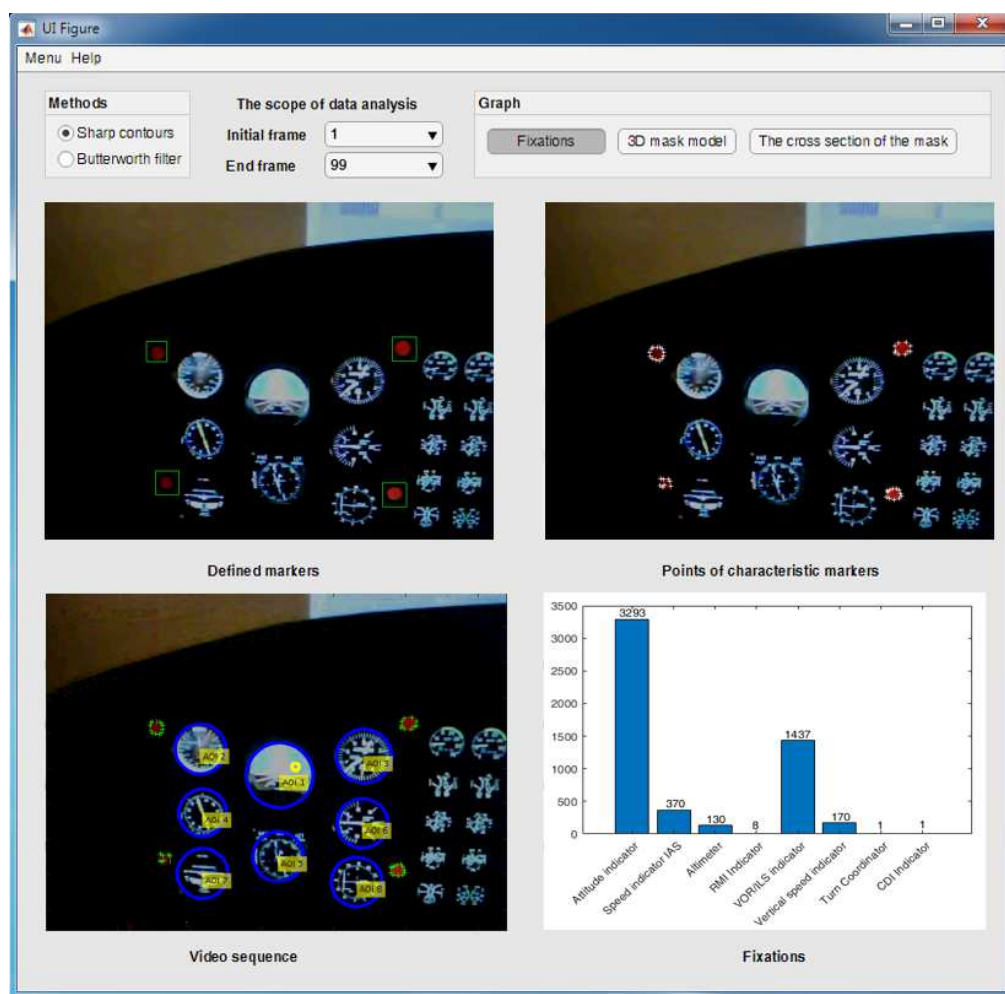 UI Figure
Menu Help
Methods
Sharp contours
Butterworth filter
The scope of data analysis
Initial frame 1
End frame 99
Graph
Fixations 3D mask model The cross section of the mask
Defined markers
Points of characteristic markers
AOI 2
AOI 1
AOI 3
AOI 4
AOI 5
AOI 6
AOI 7
AOI 8
Video sequence
3500
3000
2500
2000
1500
1000
500
0
3293
370
130
8
1437
170
1
1
Attitude indicator
Speed indicator IAS
Altimeter
RMI Indicator
VOR/ILS indicator
Vertical speed indicator
Turn Coordinator
CDI Indicator
Fixations